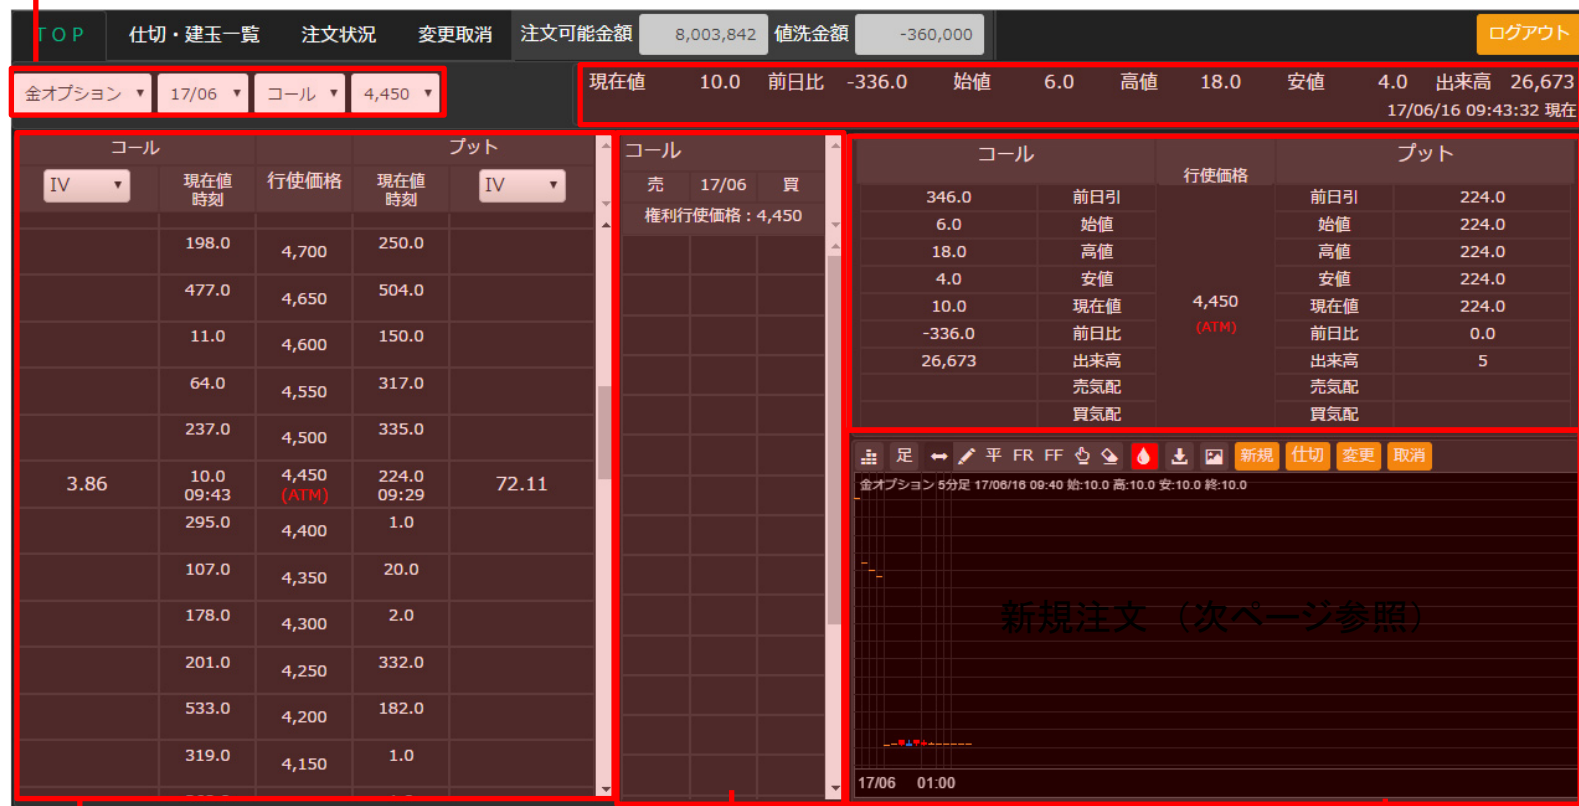 TOP 仕切・建玉一覧 注文状況 変更取消 注文可能金額 8,003,842 値洗金額 -360,000 ログアウト
金オプション 17/06 コール 4,450
現在値 10.0 前日比 -336.0 始値 6.0 高値 18.0 安値 4.0 出来高 26,673
17/06/16 09:43:32 現在
コール プット
IV 現在値 時刻 行使価格 現在値 時刻 IV
198.0 4,700 250.0
477.0 4,650 504.0
11.0 4,600 150.0
64.0 4,550 317.0
237.0 4,500 335.0
3.86 10.0 09:43 4,450 (ATM) 224.0 09:29 72.11
295.0 4,400 1.0
107.0 4,350 20.0
178.0 4,300 2.0
201.0 4,250 332.0
533.0 4,200 182.0
319.0 4,150 1.0
コール
売 17/06 買
権利行使価格：4,450
コール 行使価格 プット
346.0 前日引 前日引 224.0
6.0 始値 始値 224.0
18.0 高値 高値 224.0
4.0 安値 安値 224.0
10.0 現在値 4,450 現在値 224.0
-336.0 前日比 (ATM) 前日比 0.0
26,673 出来高 出来高 5
売気配 売気配
買気配 買気配
足 平 FR FF 新規 仕切 変更 取消
金オプション 5分足 17/06/16 09:40 始:10.0 高:10.0 安:10.0 終:10.0
新規注文 （次ページ参照）
17/06 01:00